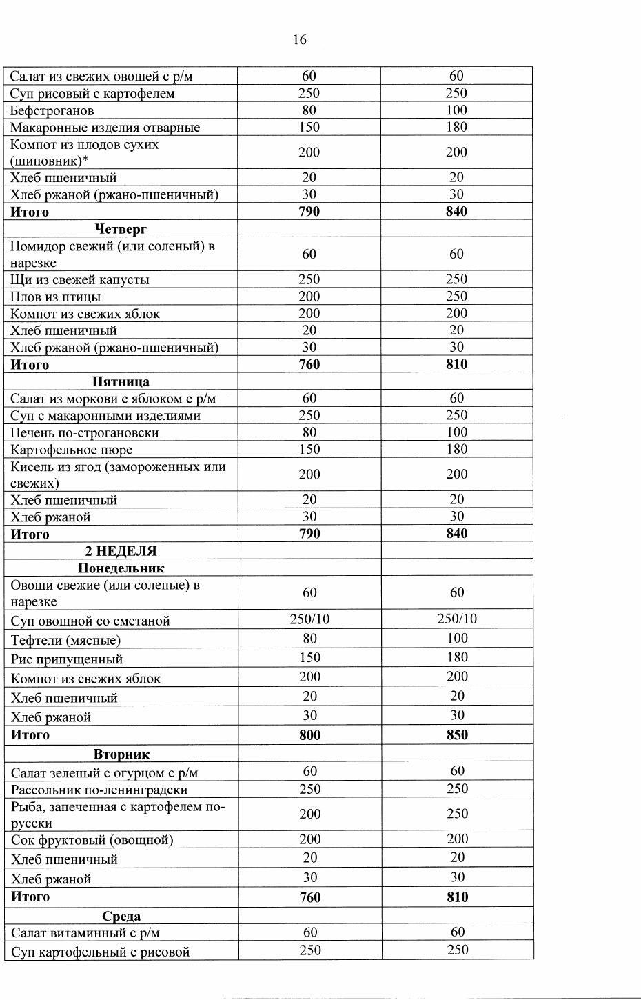 16
Салат из свежих овощей с р/м 60 60
Суп рисовый с картофелем 250 250
Бефстроганов 80 100
Макаронные изделия отварные 150 180
Компот из плодов сухих
(шиповник)* 200 200
Хлеб пшеничный 20 20
Хлеб ржаной (ржано-пшеничный) 30 30
Итого 790 840
Четверг
Помидор свежий (или соленый) в
нарезке 60 60
Щи из свежей капусты 250 250
Плов из птицы 200 250
Компот из свежих яблок 200 200
Хлеб пшеничный 20 20
Хлеб ржаной (ржано-пшеничный) 30 30
Итого 760 810
Пятница
Салат из моркови с яблоком с р/м 60 60
Суп с макаронными изделиями 250 250
Печень по-строгановски 80 100
Картофельное пюре 150 180
Кисель из ягод (замороженных или
свежих) 200 200
Хлеб пшеничный 20 20
Хлеб ржаной 30 30
Итого 790 840
2 НЕДЕЛЯ
Понедельник
Овощи свежие (или соленые) в
нарезке 60 60
Суп овощной со сметаной 250/10 250/10
Тефтели (мясные) 80 100
Рис припущенный 150 180
Компот из свежих яблок 200 200
Хлеб пшеничный 20 20
Хлеб ржаной 30 30
Итого 800 850
Вторник
Салат зеленый с огурцом с р/м 60 60
Рассольник по-ленинградски 250 250
Рыба, запеченная с картофелем по-
русски 200 250
Сок фруктовый (овощной) 200 200
Хлеб пшеничный 20 20
Хлеб ржаной 30 30
Итого 760 810
Среда
Салат витаминный с р/м 60 60
Суп картофельный с рисовой 250 250